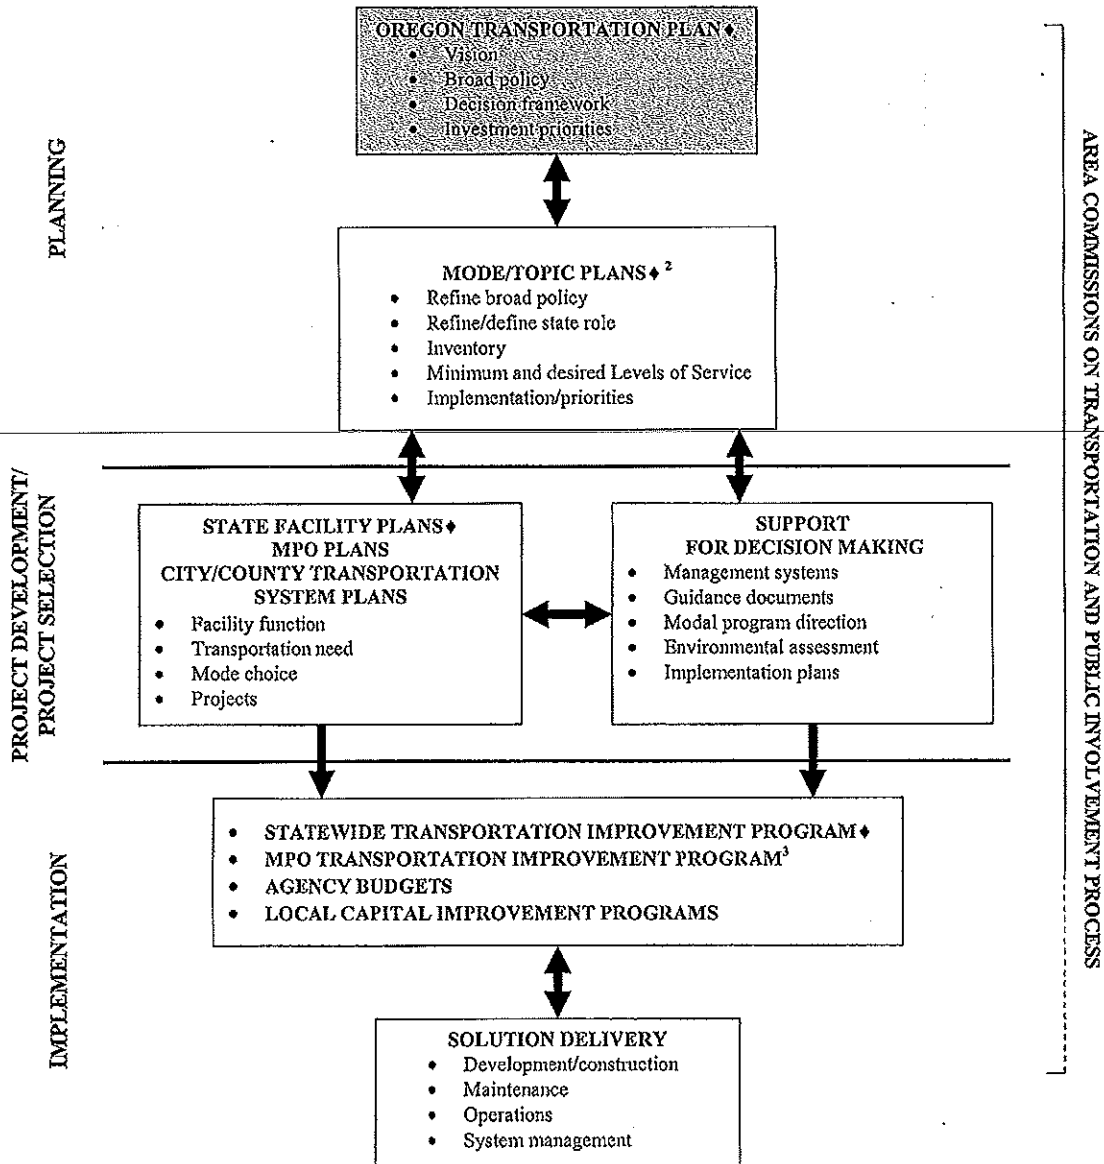 OREGON TRANSPORTATION PLAN♦
• Vision
• Broad policy
• Decision framework
• Investment priorities
PLANNING
MODE/TOPIC PLANS♦ ²
• Refine broad policy
• Refine/define state role
• Inventory
• Minimum and desired Levels of Service
• Implementation/priorities
PROJECT DEVELOPMENT/
PROJECT SELECTION
STATE FACILITY PLANS♦
MPO PLANS
CITY/COUNTY TRANSPORTATION
SYSTEM PLANS
• Facility function
• Transportation need
• Mode choice
• Projects
SUPPORT
FOR DECISION MAKING
• Management systems
• Guidance documents
• Modal program direction
• Environmental assessment
• Implementation plans
IMPLEMENTATION
• STATEWIDE TRANSPORTATION IMPROVEMENT PROGRAM♦
• MPO TRANSPORTATION IMPROVEMENT PROGRAM³
• AGENCY BUDGETS
• LOCAL CAPITAL IMPROVEMENT PROGRAMS
SOLUTION DELIVERY
• Development/construction
• Maintenance
• Operations
• System management
AREA COMMISSIONS ON TRANSPORTATION AND PUBLIC INVOLVEMENT PROCESS